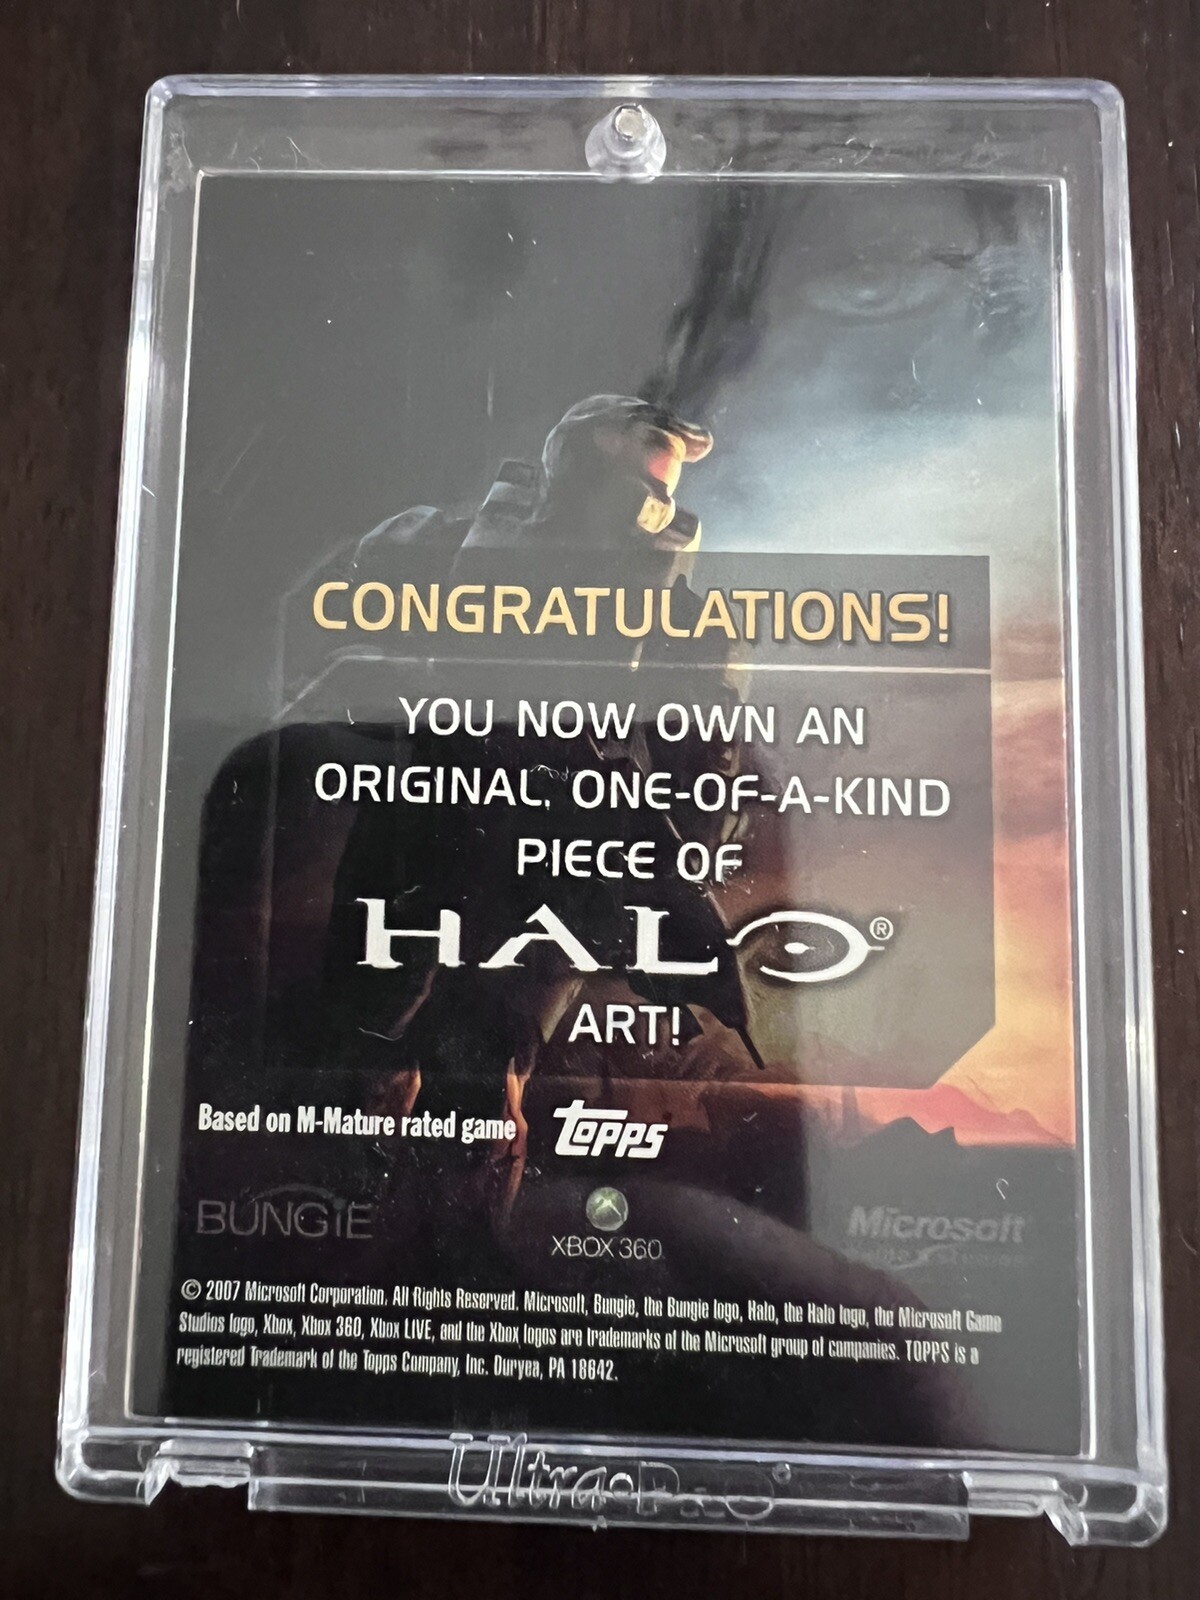 CONGRATULATIONS!
YOU NOW OWN AN
ORIGINAL, ONE-OF-A-KIND
PIECE OF
HALO®
ART!
Based on M-Mature rated game
topps
BUNGIE
XBOX 360
Microsoft
© 2007 Microsoft Corporation. All Rights Reserved. Microsoft, Bungie, the Bungie logo, Halo, the Halo logo, the Microsoft Game
Studios logo, Xbox, Xbox 360, Xbox LIVE, and the Xbox logos are trademarks of the Microsoft group of companies. TOPPS is a
registered Trademark of the Topps Company, Inc. Duryea, PA 18642.
Ultra·PRO